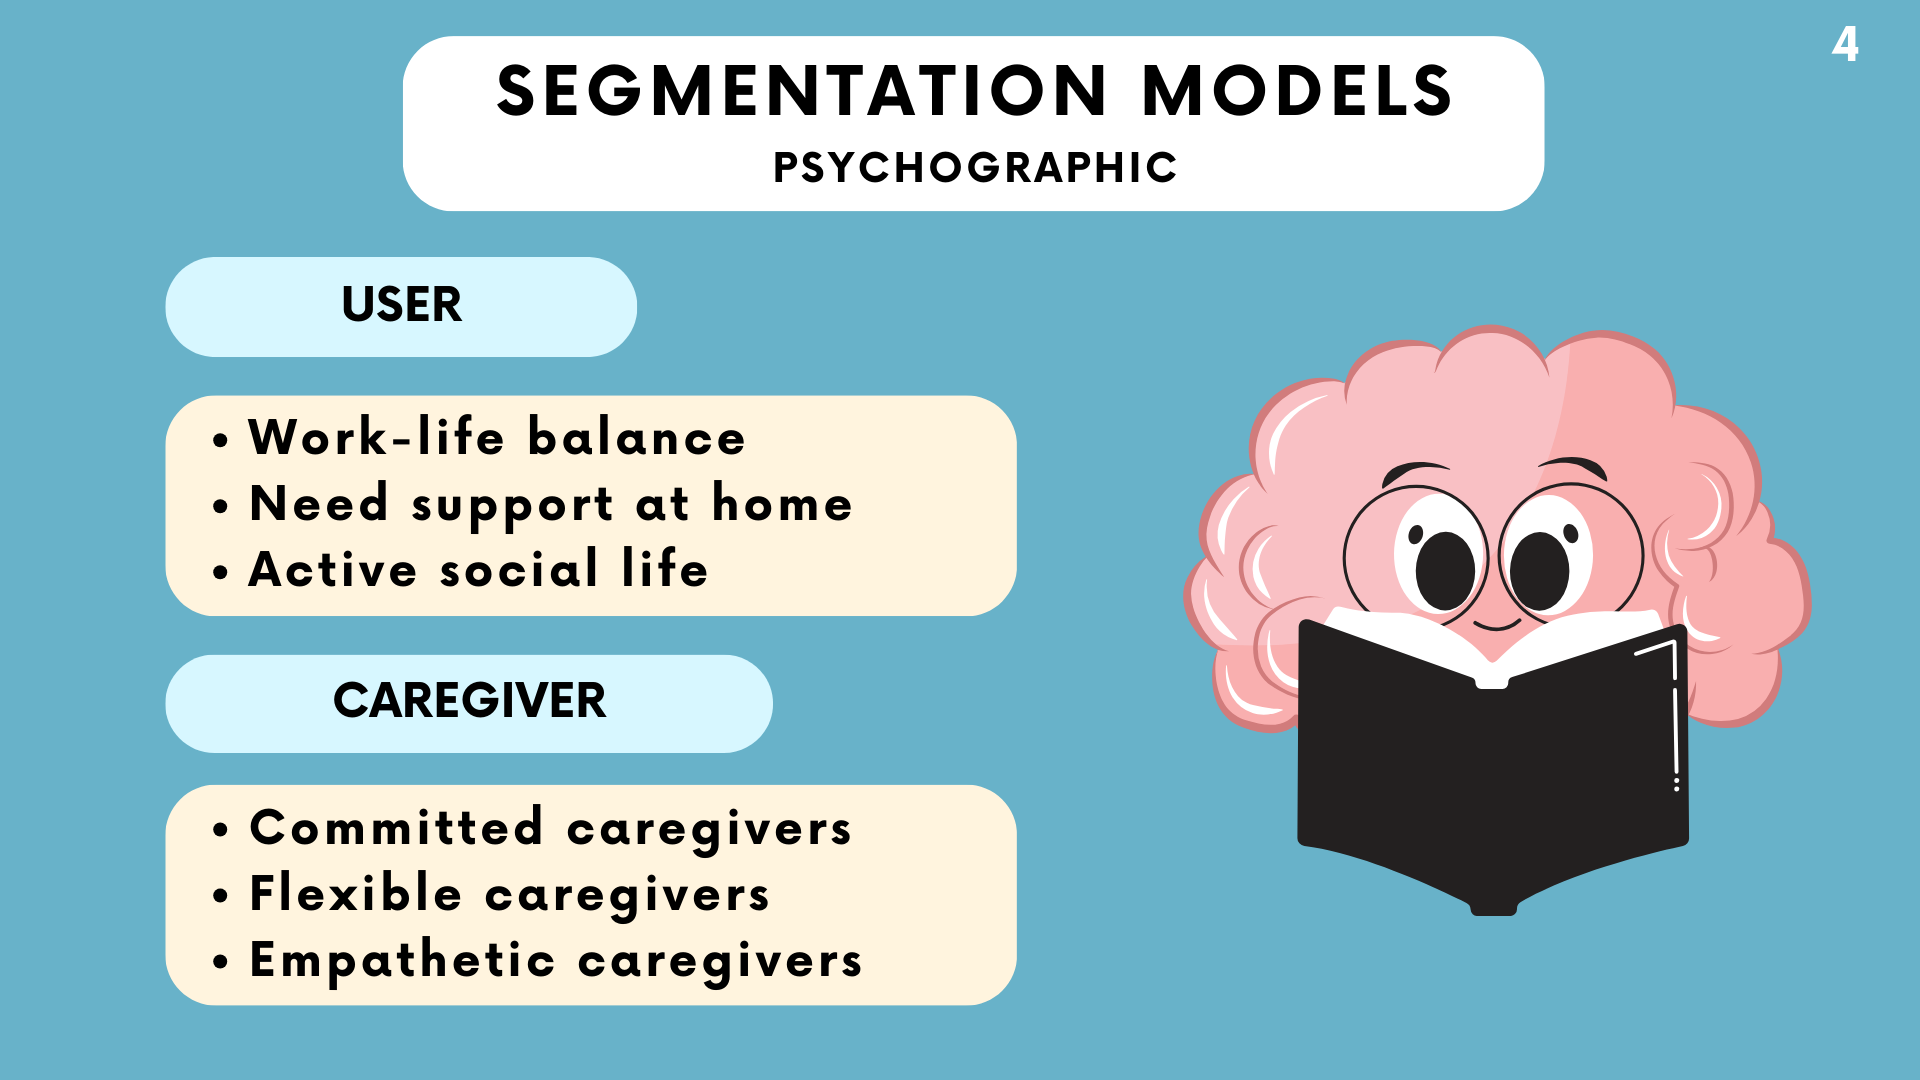 4
SEGMENTATION MODELS
PSYCHOGRAPHIC
USER
• Work-life balance
• Need support at home
• Active social life
CAREGIVER
• Committed caregivers
• Flexible caregivers
• Empathetic caregivers